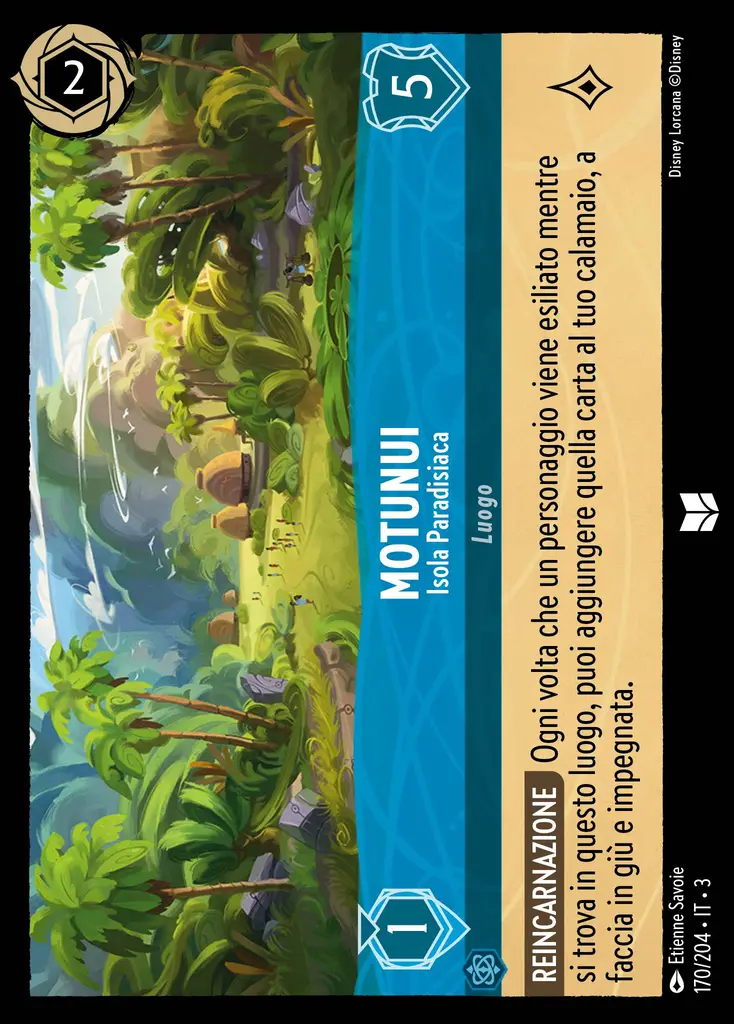 2
MOTUNUI
Isola Paradisiaca
1
5
Luogo
REINCARNAZIONE Ogni volta che un personaggio viene esiliato mentre
si trova in questo luogo, puoi aggiungere quella carta al tuo calamaio, a
faccia in giù e impegnata.
Etienne Savoie
170/204 • IT • 3
Disney Lorcana ©Disney